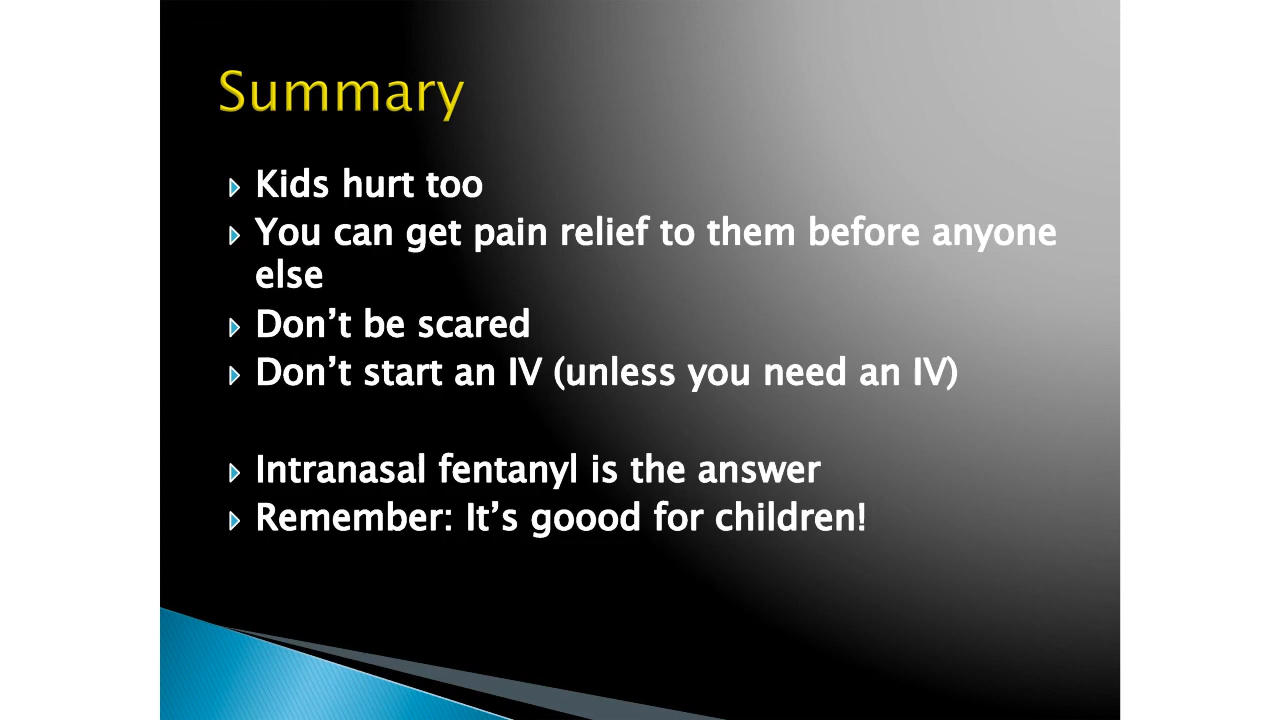 Summary
Kids hurt too
You can get pain relief to them before anyone
else
Don’t be scared
Don’t start an IV (unless you need an IV)
Intranasal fentanyl is the answer
Remember: It’s goood for children!